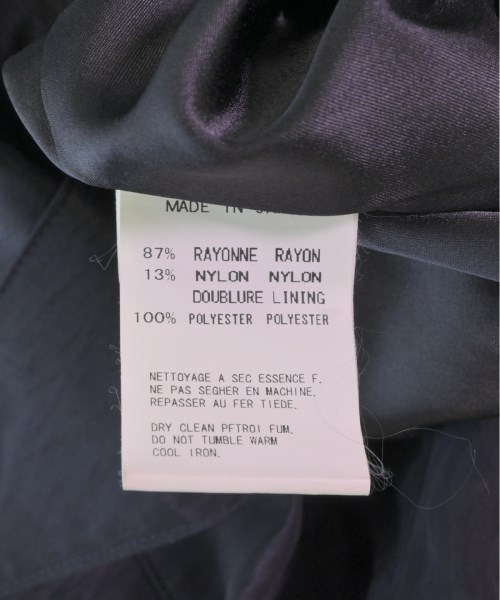 MADE IN
87% RAYONNE RAYON
13% NYLON NYLON
DOUBLURE LINING
100% POLYESTER POLYESTER
NETTOYAGE A SEC ESSENCE F.
NE PAS SEGHER EN MACHINE.
REPASSER AU FER TIEDE.
DRY CLEAN PFTROI FUM.
DO NOT TUMBLE WARM
COOL IRON.